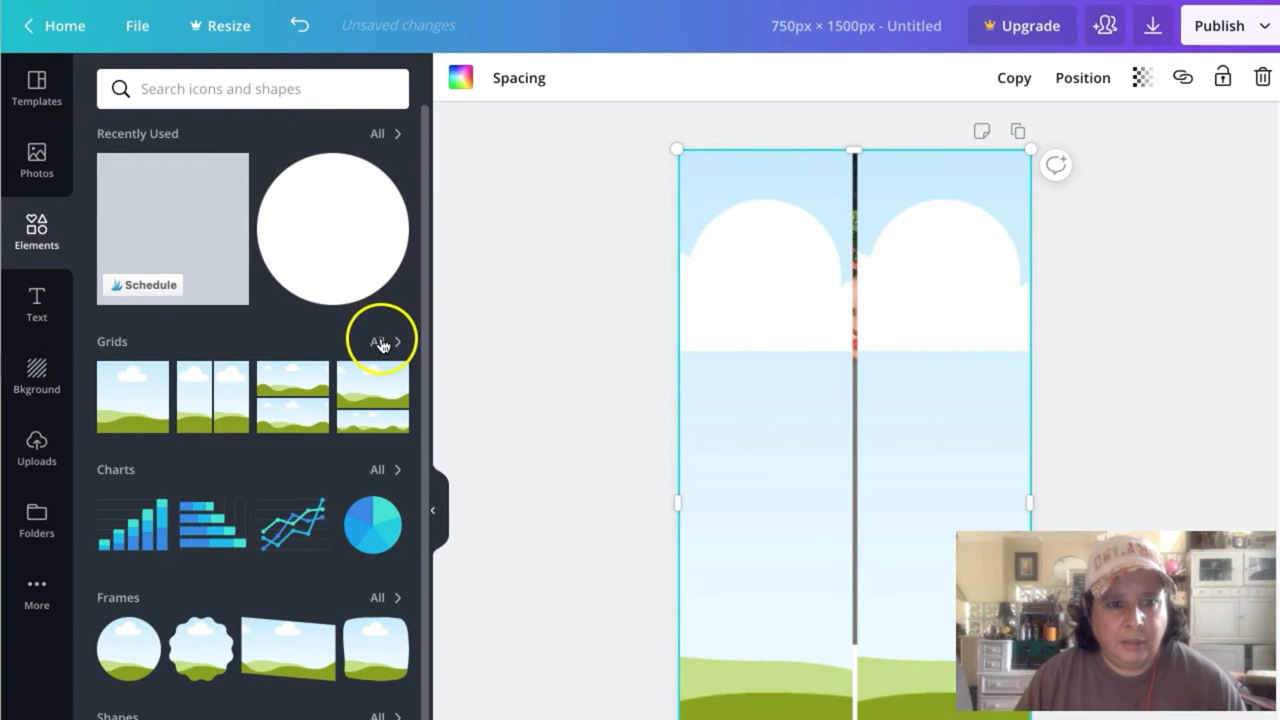 Home File Resize Unsaved changes 750px × 1500px - Untitled Upgrade Publish
Templates
Photos
Elements
Text
Bkground
Uploads
Folders
More
Search icons and shapes
Recently Used All
Schedule
Grids All
Charts All
Frames All
Shapes All
Spacing Copy Position